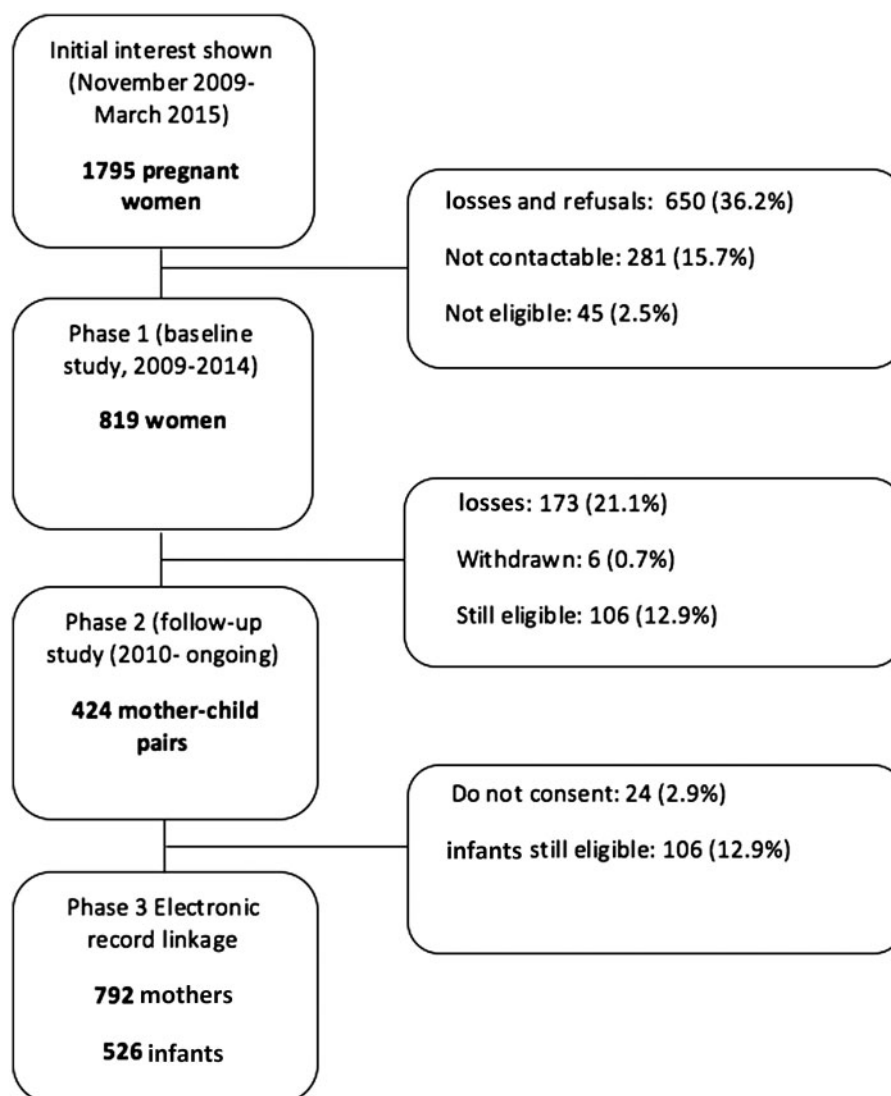 Initial interest shown
(November 2009-
March 2015)
1795 pregnant
women
losses and refusals: 650 (36.2%)
Not contactable: 281 (15.7%)
Not eligible: 45 (2.5%)
Phase 1 (baseline
study, 2009-2014)
819 women
losses: 173 (21.1%)
Withdrawn: 6 (0.7%)
Still eligible: 106 (12.9%)
Phase 2 (follow-up
study (2010- ongoing)
424 mother-child
pairs
Do not consent: 24 (2.9%)
infants still eligible: 106 (12.9%)
Phase 3 Electronic
record linkage
792 mothers
526 infants